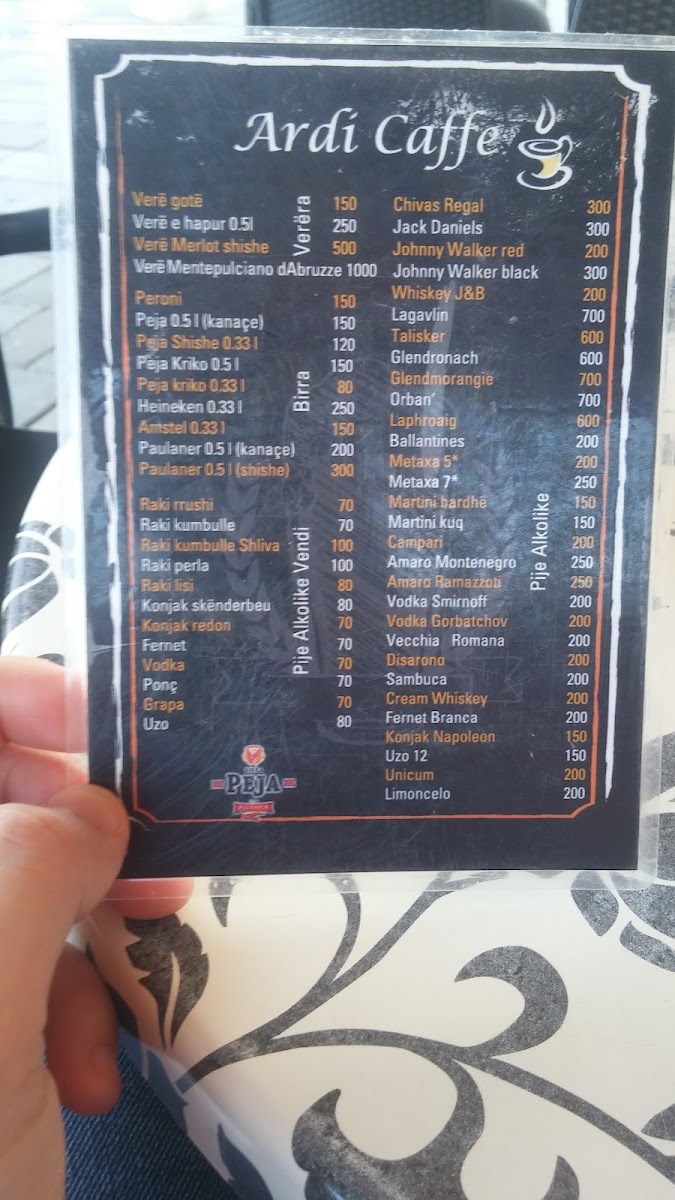 Ardi Caffe
Verëra
Verë gotë 150
Verë e hapur 0.5l 250
Verë Merlot shishe 500
Verë Mentepulciano dAbruzze 1000
Birra
Peroni 150
Peja 0.5 l (kanaçe) 150
Peja Shishe 0.33 l 120
Peja Kriko 0.5 l 150
Peja kriko 0.33 l 80
Heineken 0.33 l 250
Amstel 0.33 l 150
Paulaner 0.5 l (kanaçe) 200
Paulaner 0.5 l (shishe) 300
Pije Alkolike Vendi
Raki rrushi 70
Raki kumbulle 70
Raki kumbulle Shliva 100
Raki perla 100
Raki lisi 80
Konjak skënderbeu 80
Konjak redon 70
Fernet 70
Vodka 70
Ponç 70
Grapa 70
Uzo 80
PEJA
PILSNER
Pije Alkolike
Chivas Regal 300
Jack Daniels 300
Johnny Walker red 200
Johnny Walker black 300
Whiskey J&B 200
Lagavlin 700
Talisker 600
Glendronach 600
Glendmorangie 700
Orban´ 700
Laphroaig 600
Ballantines 200
Metaxa 5* 200
Metaxa 7* 250
Martini bardhë 150
Martini kuq 150
Campari 200
Amaro Montenegro 250
Amaro Ramazzoti 250
Vodka Smirnoff 200
Vodka Gorbatchov 200
Vecchia Romana 200
Disarono 200
Sambuca 200
Cream Whiskey 200
Fernet Branca 200
Konjak Napoleon 150
Uzo 12 150
Unicum 200
Limoncelo 200